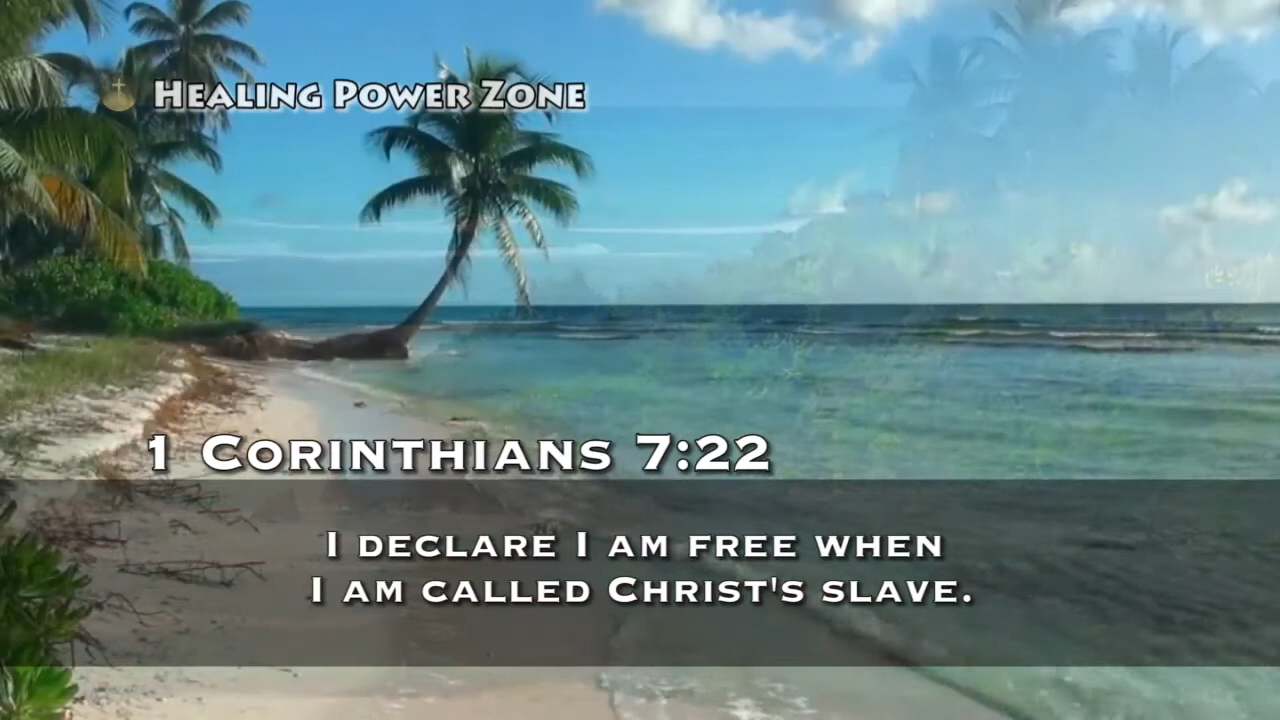 Healing Power Zone
1 Corinthians 7:22
I declare I am free when
I am called Christ's slave.